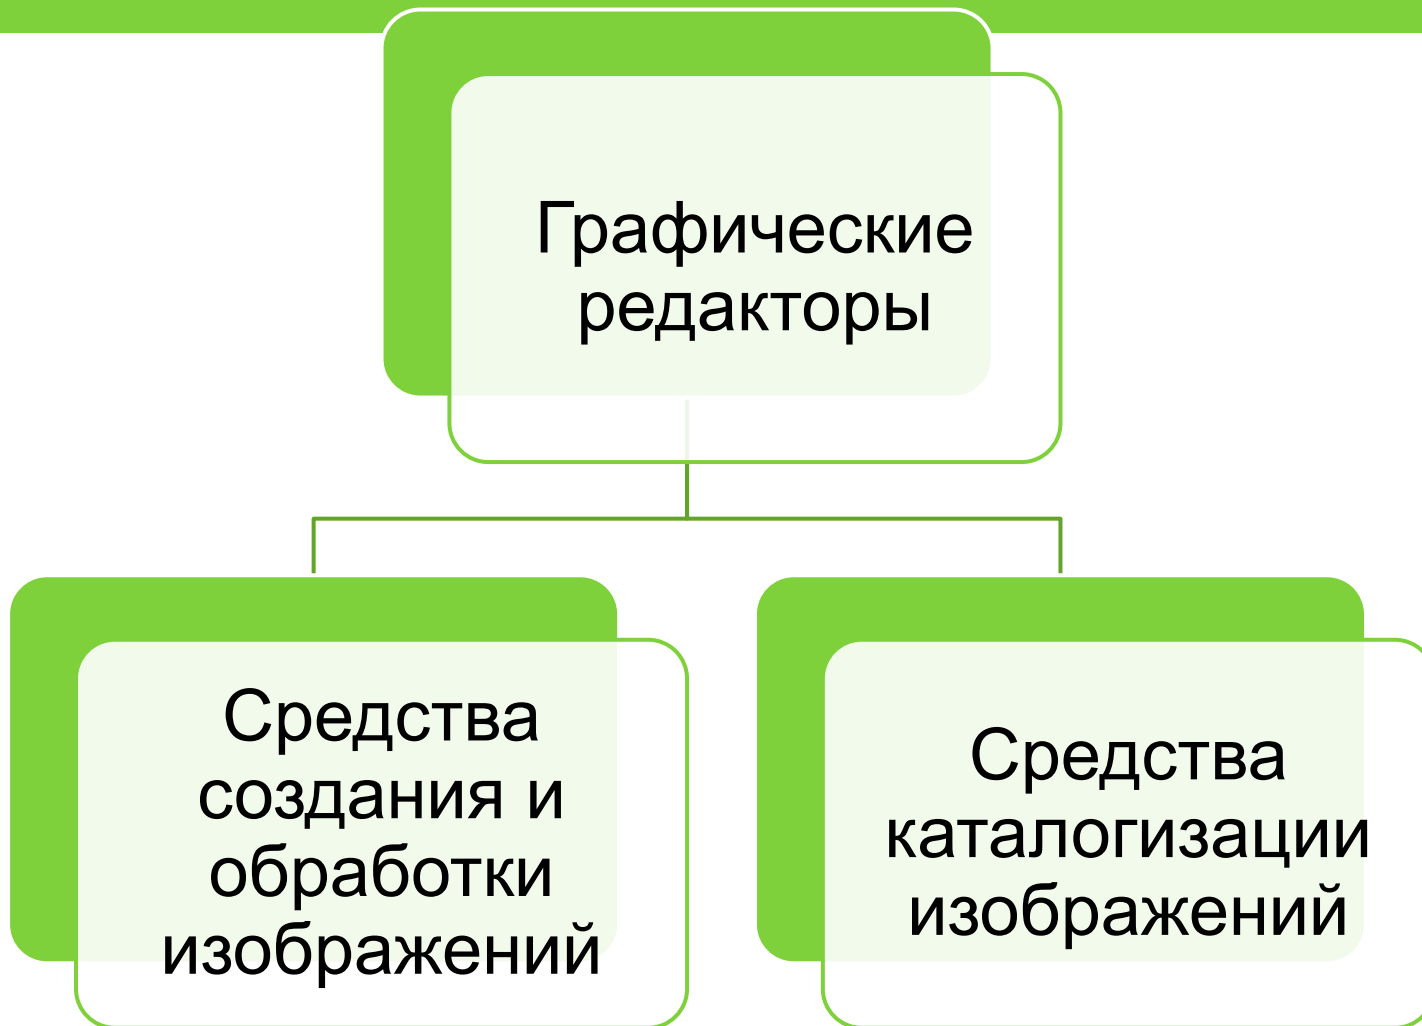 Графические
редакторы
Средства
создания и
обработки
изображений
Средства
каталогизации
изображений